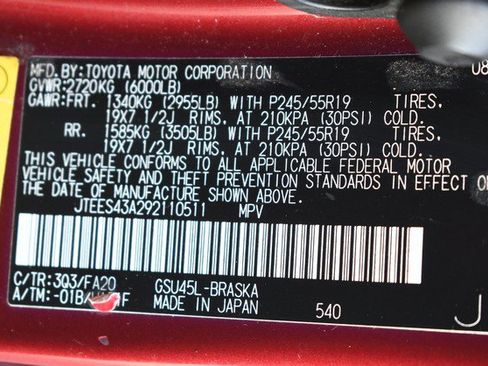 MFD. BY: TOYOTA MOTOR CORPORATION 08
GVWR: 2720KG (6000LB)
GAWR: FRT. 1340KG (2955LB) WITH P245/55R19 TIRES,
19X7 1/2J RIMS, AT 210KPA (30PSI) COLD.
RR. 1585KG (3505LB) WITH P245/55R19 TIRES,
19X7 1/2J RIMS, AT 210KPA (30PSI) COLD.
THIS VEHICLE CONFORMS TO ALL APPLICABLE FEDERAL MOTOR
VEHICLE SAFETY AND THEFT PREVENTION STANDARDS IN EFFECT ON
THE DATE OF MANUFACTURE SHOWN ABOVE.
JTEES43A292110511 MPV
C/TR: 3Q3/FA20 GSU45L-BRASKA
A/TM: -01B/ F MADE IN JAPAN 540 J